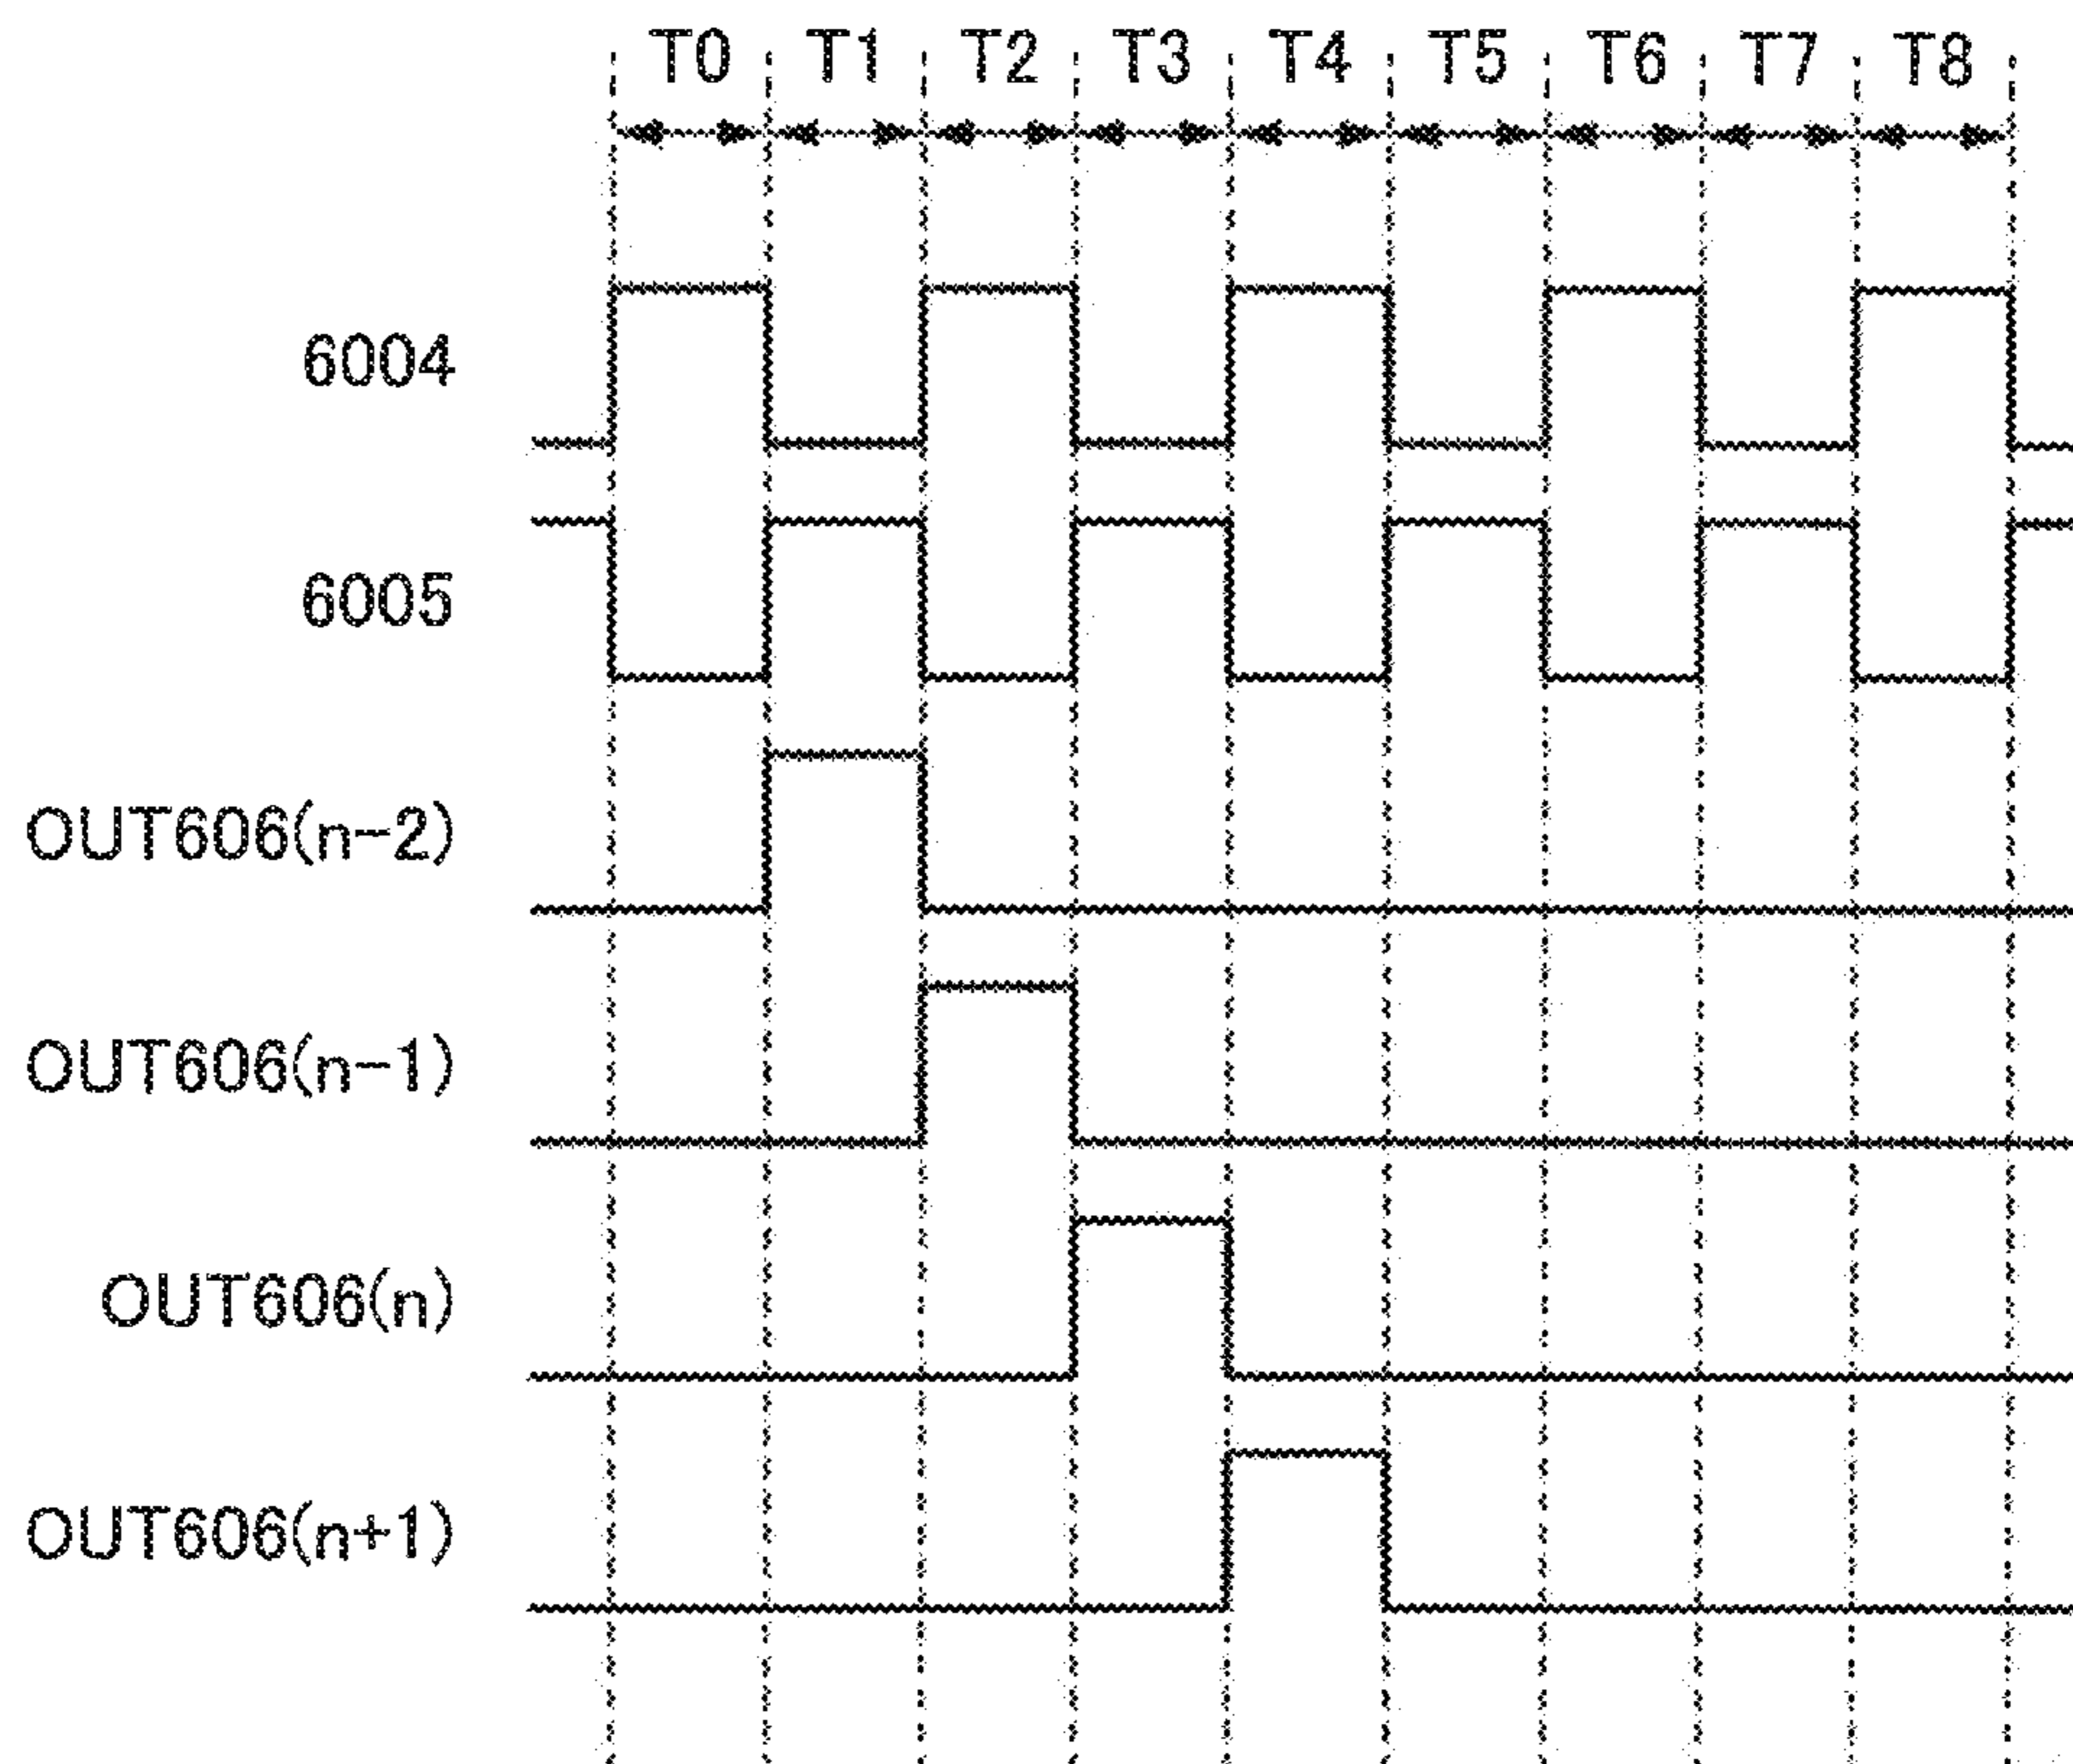 T0 T1 T2 T3 T4 T5 T6 T7 T8
6004
6005
OUT606(n-2)
OUT606(n-1)
OUT606(n)
OUT606(n+1)